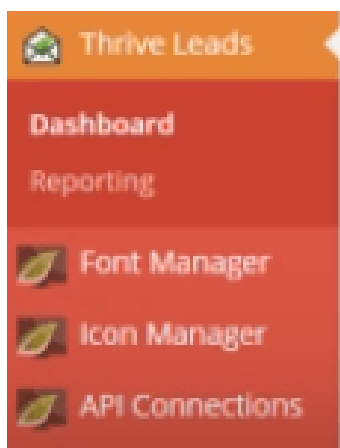 Thrive Leads
Dashboard
Reporting
Font Manager
Icon Manager
API Connections